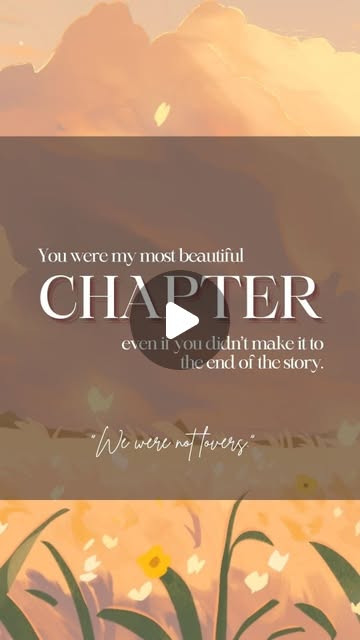 You were my most beautiful
CHAPTER
even if you didn't make it to
the end of the story.
"We were not lovers."